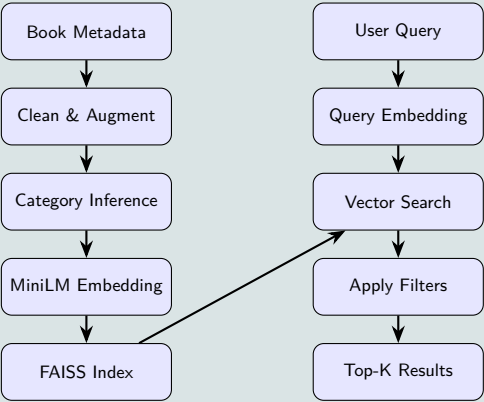 Book Metadata
Clean & Augment
Category Inference
MiniLM Embedding
FAISS Index
User Query
Query Embedding
Vector Search
Apply Filters
Top-K Results